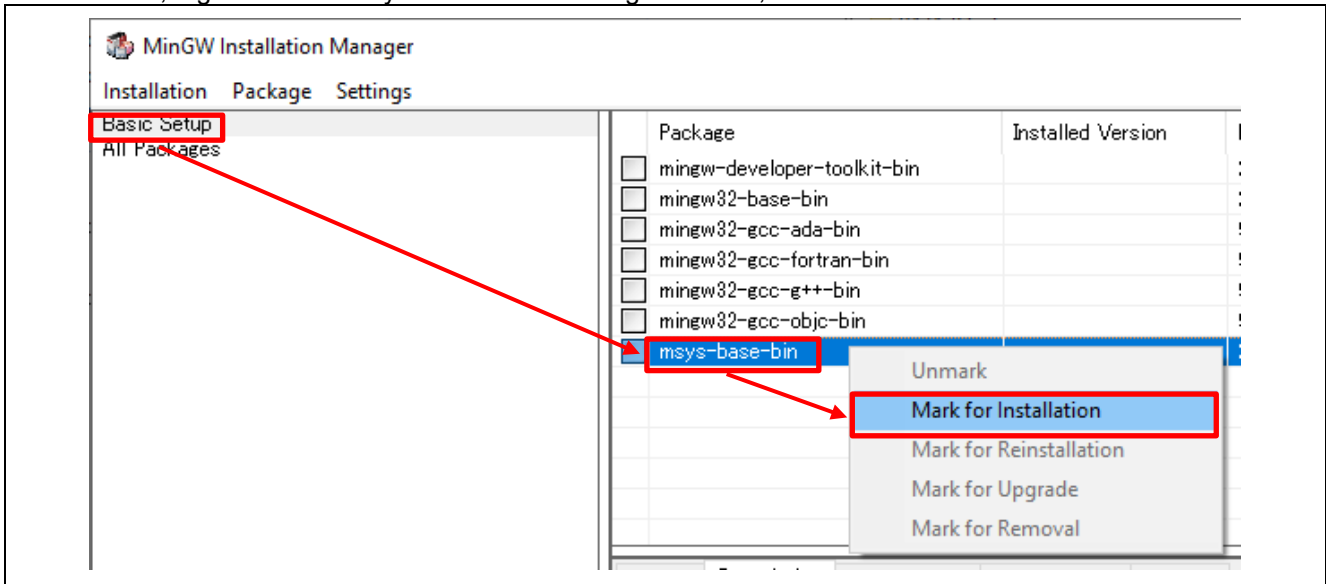 MinGW Installation Manager
Installation Package Settings
Basic Setup
All Packages
Package Installed Version
mingw-developer-toolkit-bin
mingw32-base-bin
mingw32-gcc-ada-bin
mingw32-gcc-fortran-bin
mingw32-gcc-g++-bin
mingw32-gcc-objc-bin
msys-base-bin
Unmark
Mark for Installation
Mark for Reinstallation
Mark for Upgrade
Mark for Removal